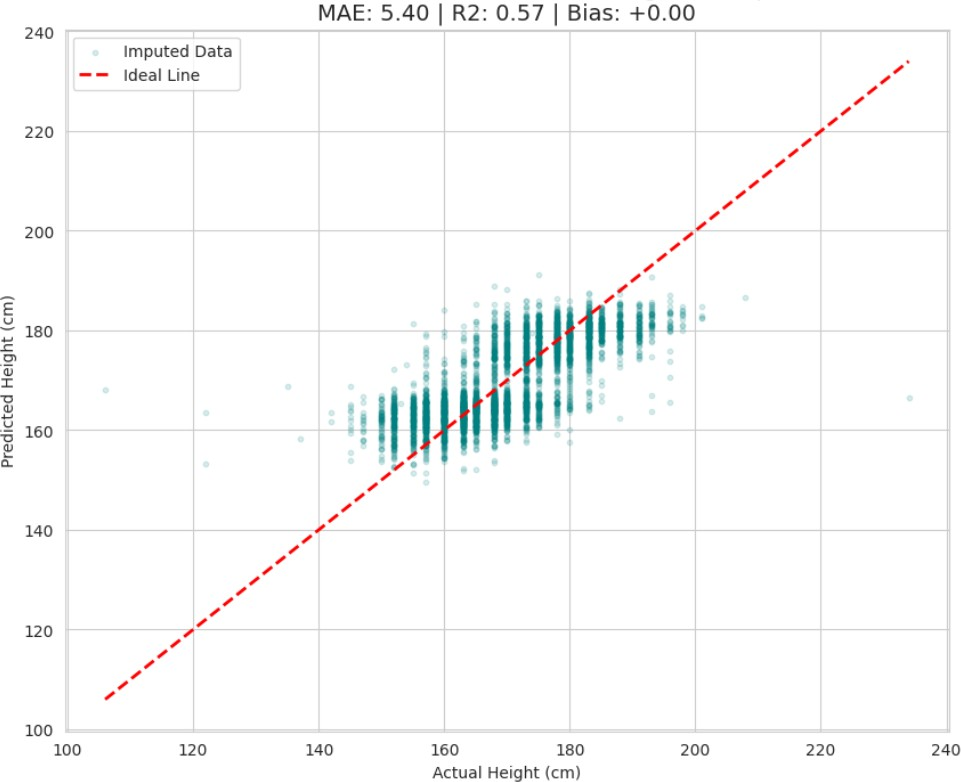 MAE: 5.40 | R2: 0.57 | Bias: +0.00
Imputed Data
Ideal Line
240
220
200
180
160
140
120
100
Predicted Height (cm)
100 120 140 160 180 200 220 240
Actual Height (cm)